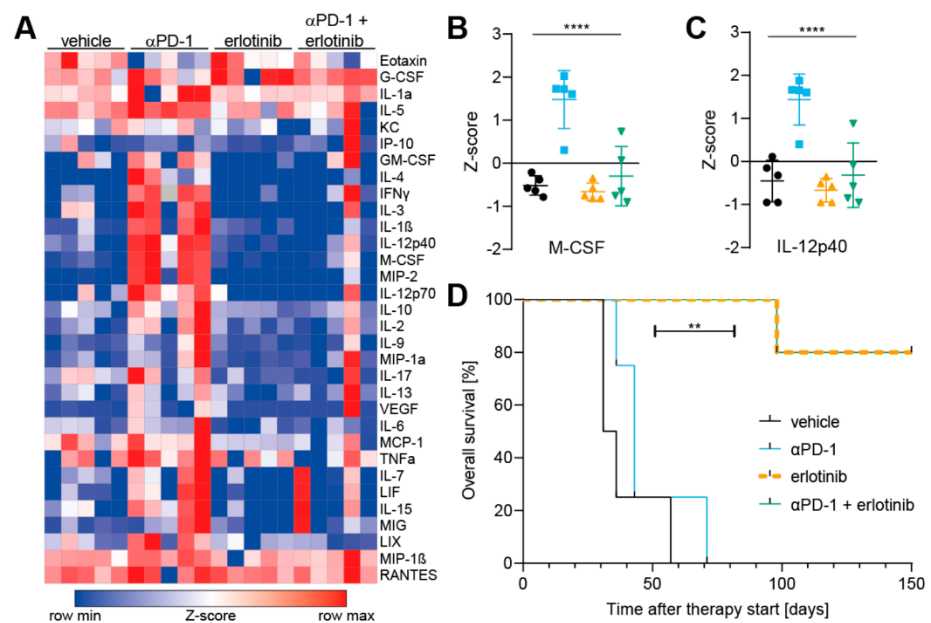 A
vehicle αPD-1 erlotinib αPD-1 + erlotinib
Eotaxin
G-CSF
IL-1a
IL-5
KC
IP-10
GM-CSF
IL-4
IFNγ
IL-3
IL-1ß
IL-12p40
M-CSF
MIP-2
IL-12p70
IL-10
IL-2
IL-9
MIP-1a
IL-17
IL-13
VEGF
IL-6
MCP-1
TNFa
IL-7
LIF
IL-15
MIG
LIX
MIP-1ß
RANTES
row min Z-score row max
B
****
Z-score
2
1
0
-1
-2
M-CSF
C
****
Z-score
2
1
0
-1
-2
IL-12p40
D
Overall survival [%]
100
80
60
40
20
0
**
vehicle
αPD-1
erlotinib
αPD-1 + erlotinib
0 50 100 150
Time after therapy start [days]